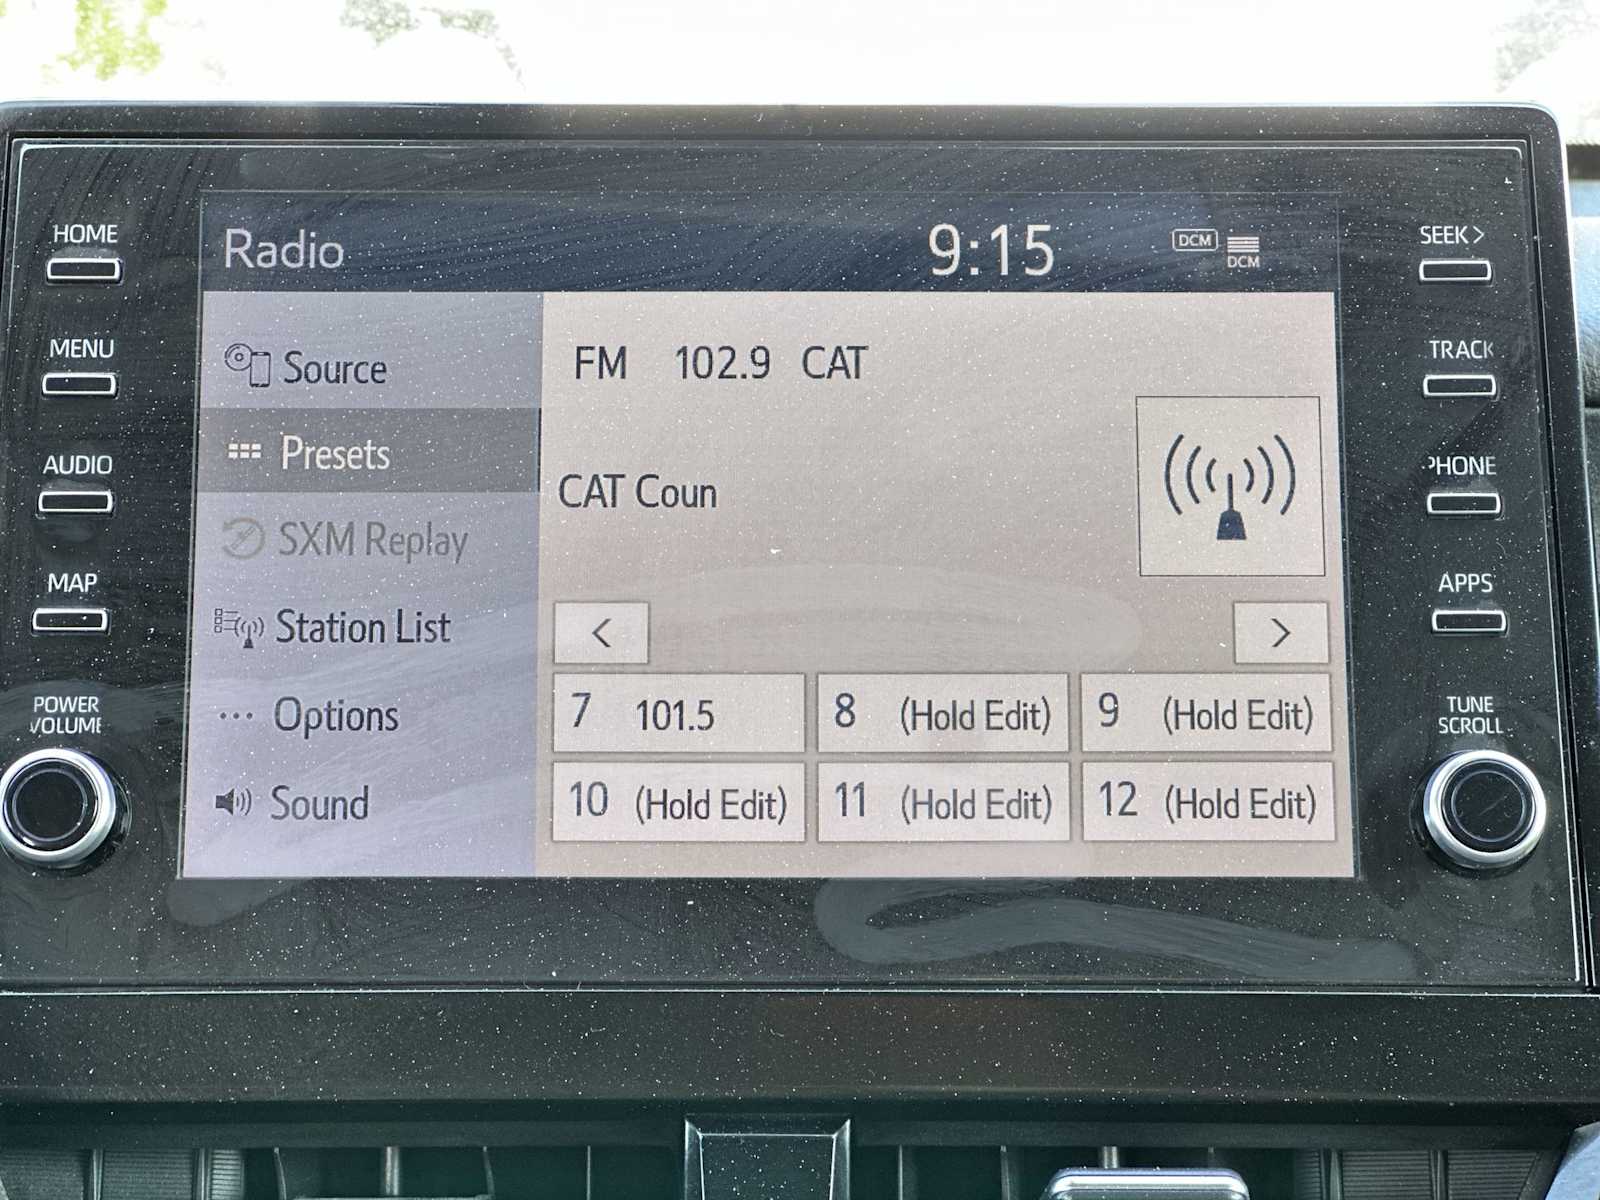 HOME
MENU
AUDIO
MAP
POWER
VOLUME
Radio
9:15
DCM
DCM
Source
Presets
SXM Replay
Station List
Options
Sound
FM 102.9 CAT
CAT Coun
<
>
7 101.5
8 (Hold Edit)
9 (Hold Edit)
10 (Hold Edit)
11 (Hold Edit)
12 (Hold Edit)
SEEK >
TRACK
PHONE
APPS
TUNE
SCROLL